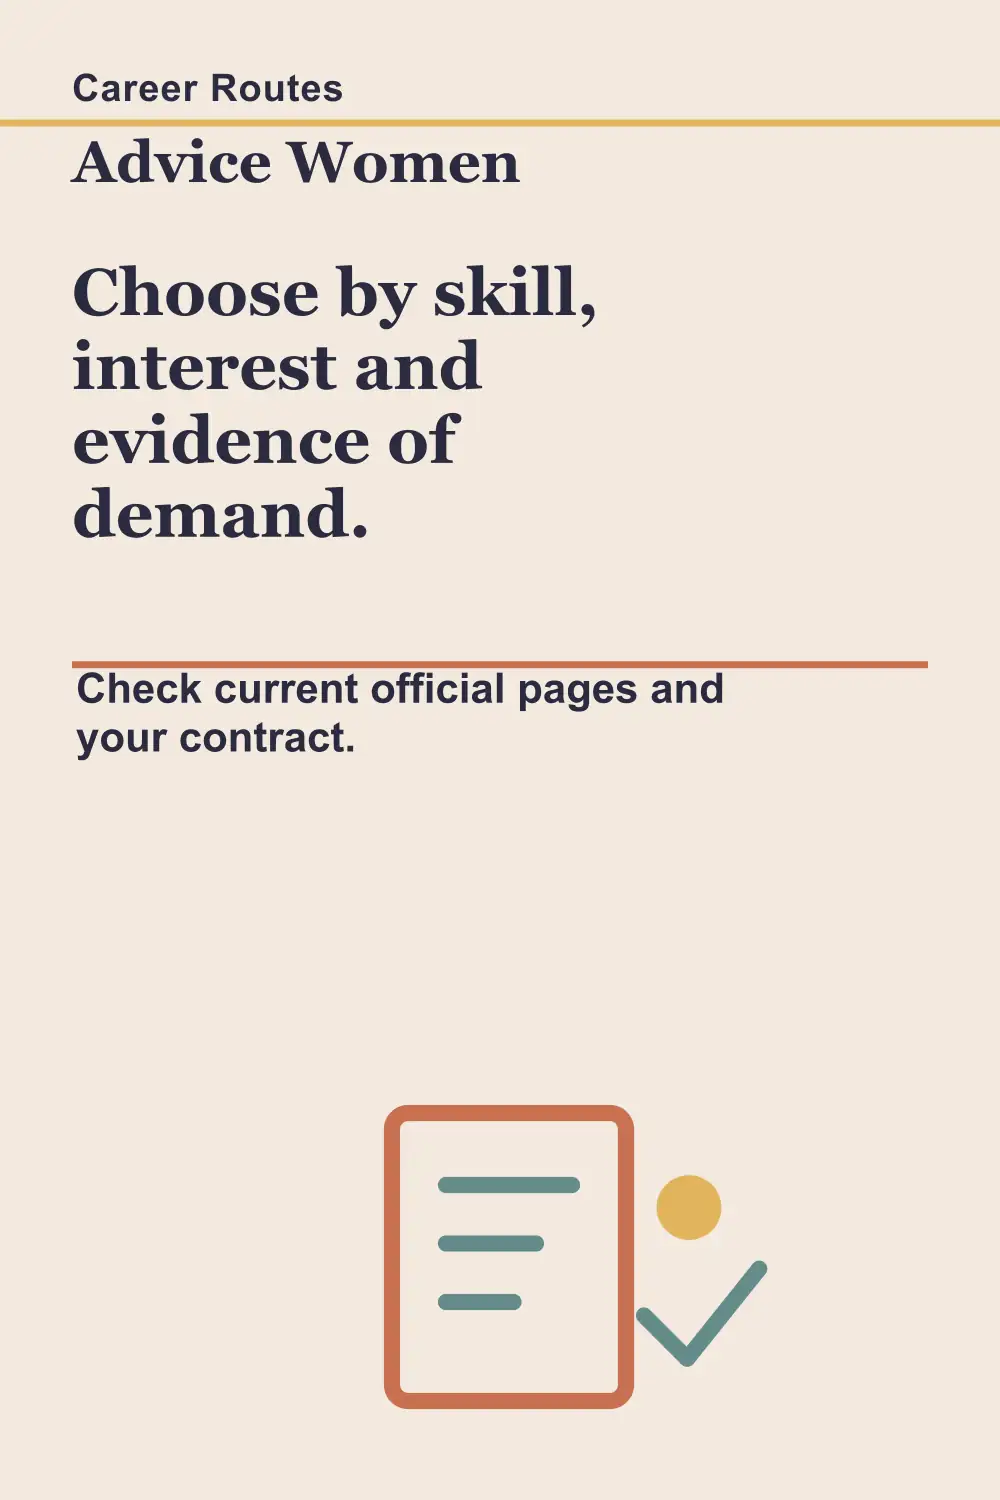 Career Routes
Advice Women
Choose by skill,
interest and
evidence of
demand.
Check current official pages and
your contract.